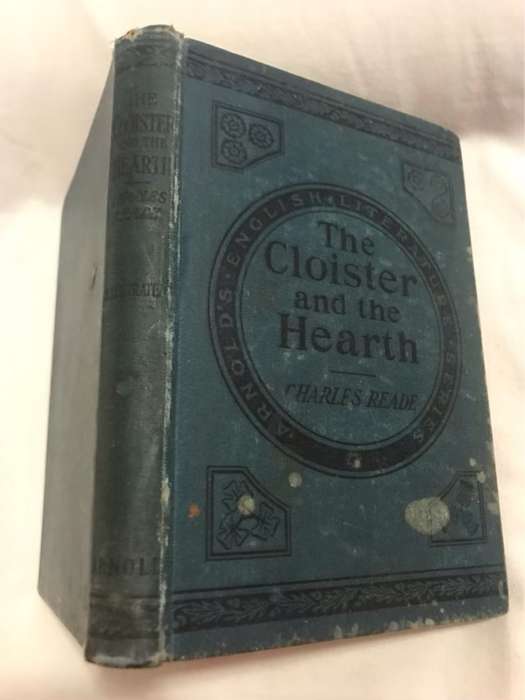 THE
CLOISTER
AND THE
HEARTH
CHARLES
READE
ILLUSTRATED
ARNOLD
ARNOLD'S · ENGLISH · LITERATURE · SERIES ·
The
Cloister
and the
Hearth
CHARLES READE